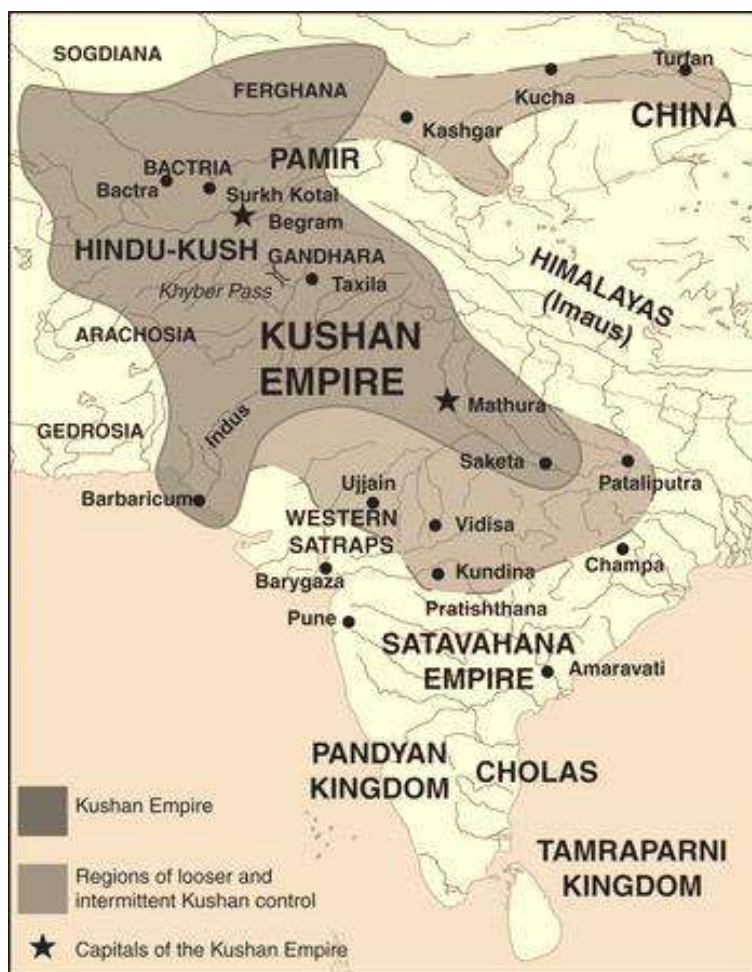 SOGDIANA
Turfan
FERGHANA
Kucha
CHINA
Kashgar
PAMIR
BACTRIA
Bactra
Surkh Kotal
Begram
HINDU-KUSH
GANDHARA
Khyber Pass
Taxila
HIMALAYAS
(Imaus)
ARACHOSIA
KUSHAN
EMPIRE
Mathura
Indus
GEDROSIA
Saketa
Pataliputra
Barbaricum
Ujjain
WESTERN
SATRAPS
Vidisa
Champa
Barygaza
Kundina
Pratishthana
Pune
SATAVAHANA
EMPIRE
Amaravati
PANDYAN
KINGDOM
CHOLAS
TAMRAPARNI
KINGDOM
Kushan Empire
Regions of looser and
intermittent Kushan control
Capitals of the Kushan Empire